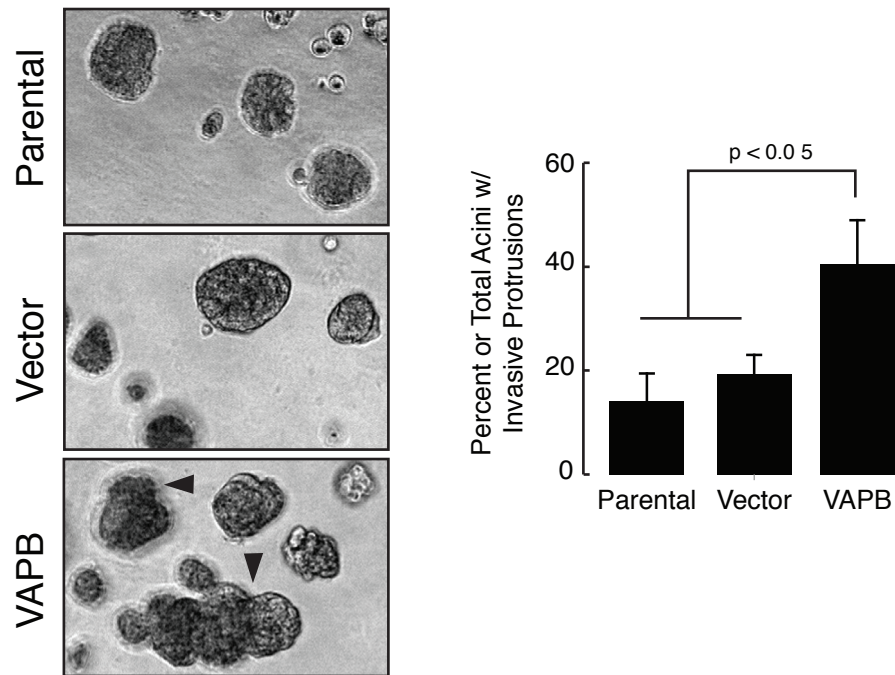 Parental
Vector
VAPB
Percent or Total Acini w/
Invasive Protrusions
60
40
20
0
p < 0.0 5
Parental
Vector
VAPB